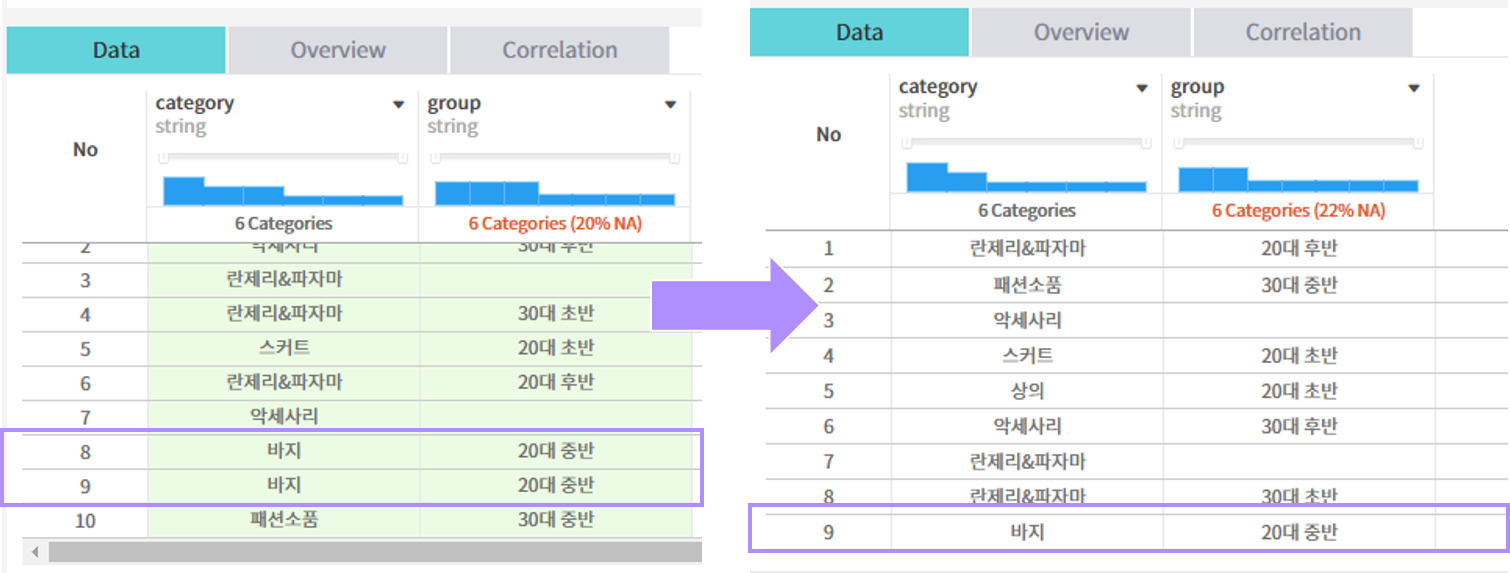 Data Overview Correlation
No
category
string
group
string
6 Categories
6 Categories (20% NA)
2 악세사리 30대 후반
3 란제리&파자마
4 란제리&파자마 30대 초반
5 스커트 20대 초반
6 란제리&파자마 20대 후반
7 악세사리
8 바지 20대 중반
9 바지 20대 중반
10 패션소품 30대 중반
Data Overview Correlation
No
category
string
group
string
6 Categories
6 Categories (22% NA)
1 란제리&파자마 20대 후반
2 패션소품 30대 중반
3 악세사리
4 스커트 20대 초반
5 상의 20대 초반
6 악세사리 30대 후반
7 란제리&파자마
8 란제리&파자마 30대 초반
9 바지 20대 중반